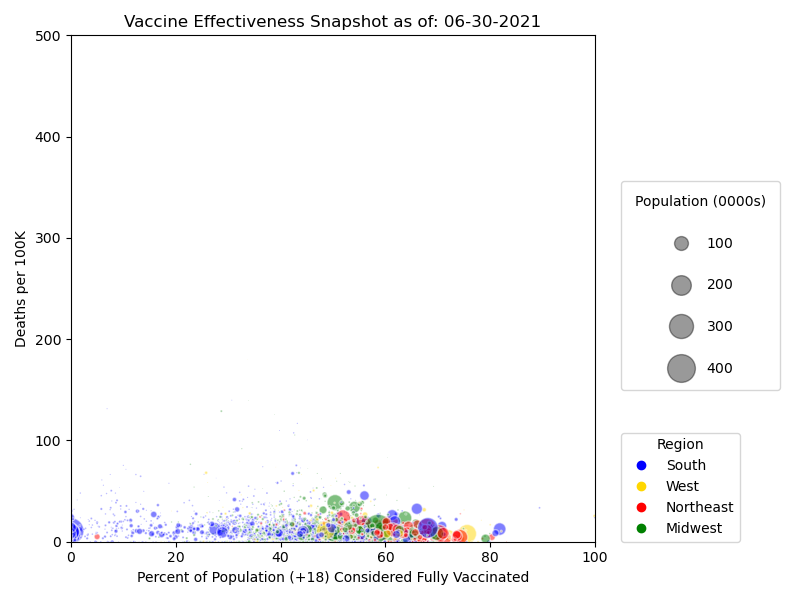 Vaccine Effectiveness Snapshot as of: 06-30-2021
500
400
300
200
100
0
Deaths per 100K
0 20 40 60 80 100
Percent of Population (+18) Considered Fully Vaccinated
Population (0000s)
100
200
300
400
Region
South
West
Northeast
Midwest